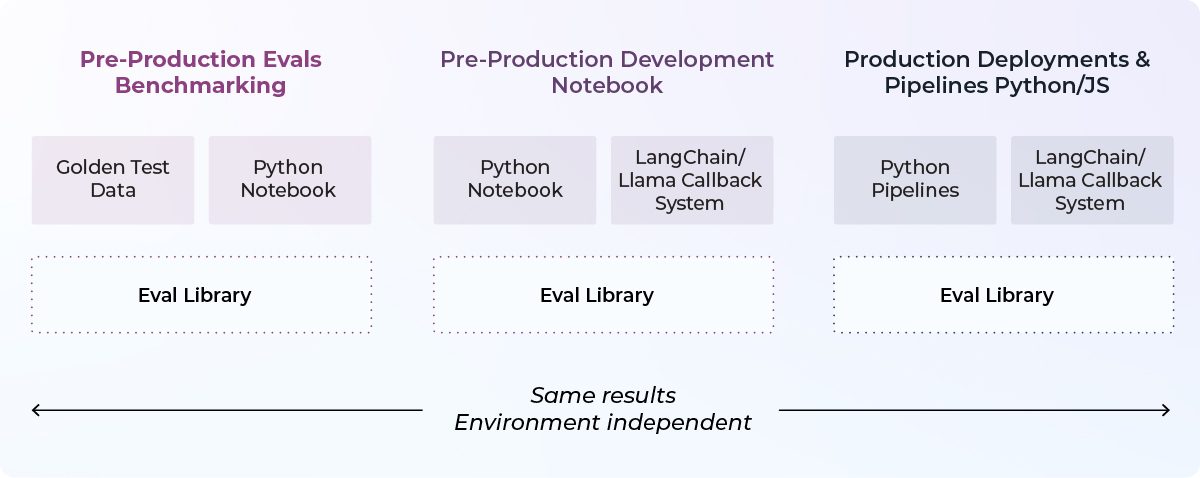 Pre-Production Evals
Benchmarking
Pre-Production Development
Notebook
Production Deployments &
Pipelines Python/JS
Golden Test
Data
Python
Notebook
Python
Notebook
LangChain/
Llama Callback
System
Python
Pipelines
LangChain/
Llama Callback
System
Eval Library
Eval Library
Eval Library
Same results
Environment independent